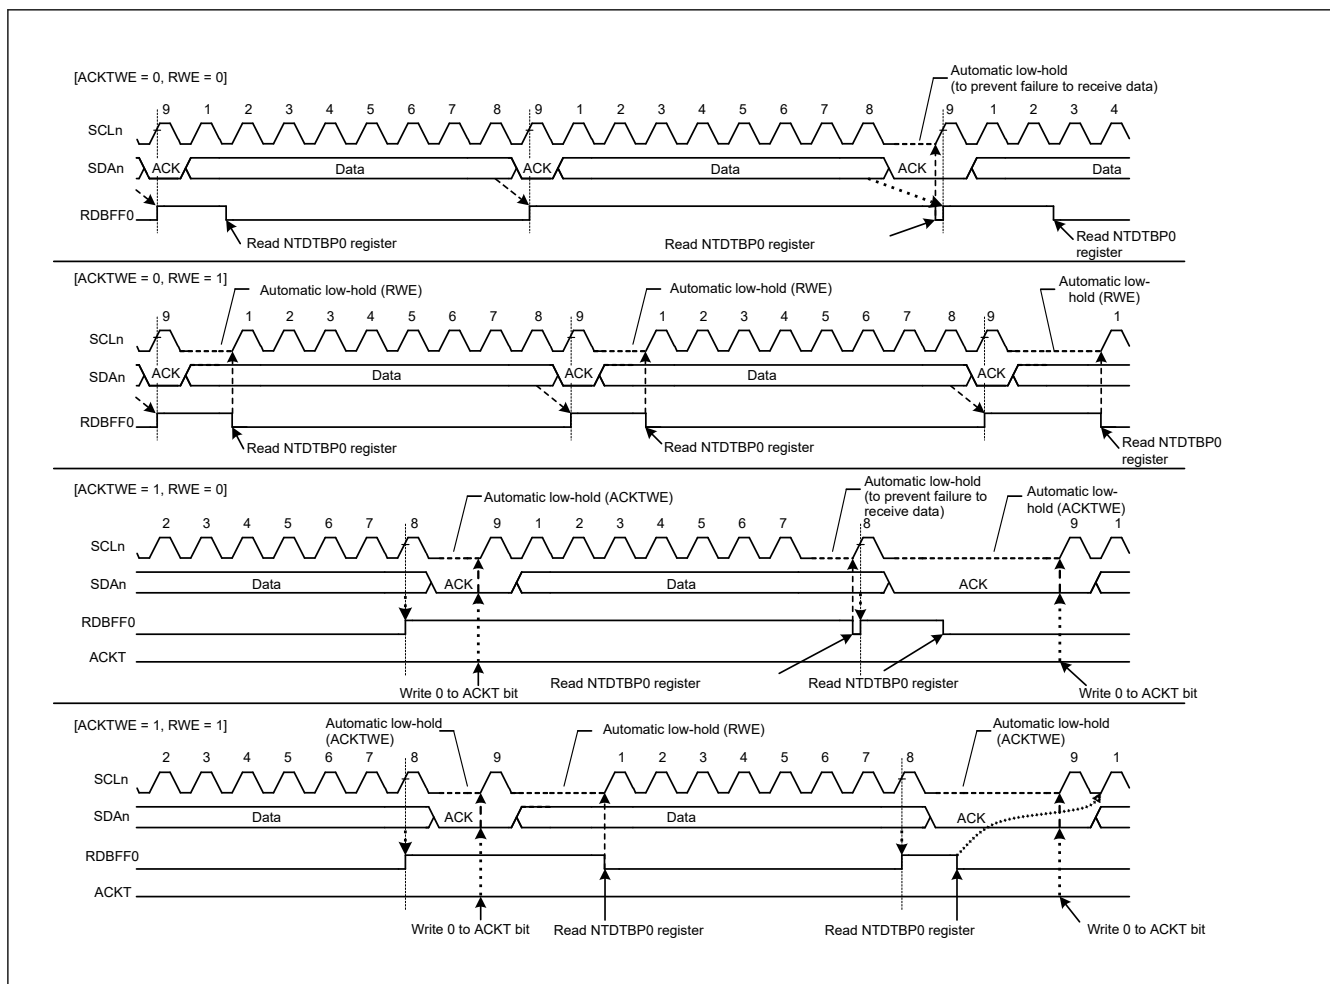 [ACKTWE = 0, RWE = 0]
Automatic low-hold
(to prevent failure to receive data)
9 1 2 3 4 5 6 7 8 9 1 2 3 4 5 6 7 8 9 1 2 3 4
SCLn
SDAn ACK Data ACK Data ACK Data
RDBFF0
Read NTDTBP0 register
Read NTDTBP0 register
Read NTDTBP0
register
[ACKTWE = 0, RWE = 1]
Automatic low-hold (RWE)
Automatic low-hold (RWE)
Automatic low-
hold (RWE)
9 1 2 3 4 5 6 7 8 9 1 2 3 4 5 6 7 8 9 1
SCLn
SDAn ACK Data ACK Data ACK
RDBFF0
Read NTDTBP0 register
Read NTDTBP0 register
Read NTDTBP0
register
[ACKTWE = 1, RWE = 0]
Automatic low-hold (ACKTWE)
Automatic low-hold
(to prevent failure to
receive data)
Automatic low-
hold (ACKTWE)
2 3 4 5 6 7 8 9 1 2 3 4 5 6 7 8 9 1
SCLn
SDAn Data ACK Data ACK
RDBFF0
ACKT
Write 0 to ACKT bit
Read NTDTBP0 register
Read NTDTBP0 register
Write 0 to ACKT bit
[ACKTWE = 1, RWE = 1]
Automatic low-hold
(ACKTWE)
Automatic low-hold (RWE)
Automatic low-hold
(ACKTWE)
2 3 4 5 6 7 8 9 1 2 3 4 5 6 7 8 9 1
SCLn
SDAn Data ACK Data ACK
RDBFF0
ACKT
Write 0 to ACKT bit
Read NTDTBP0 register
Read NTDTBP0 register
Write 0 to ACKT bit